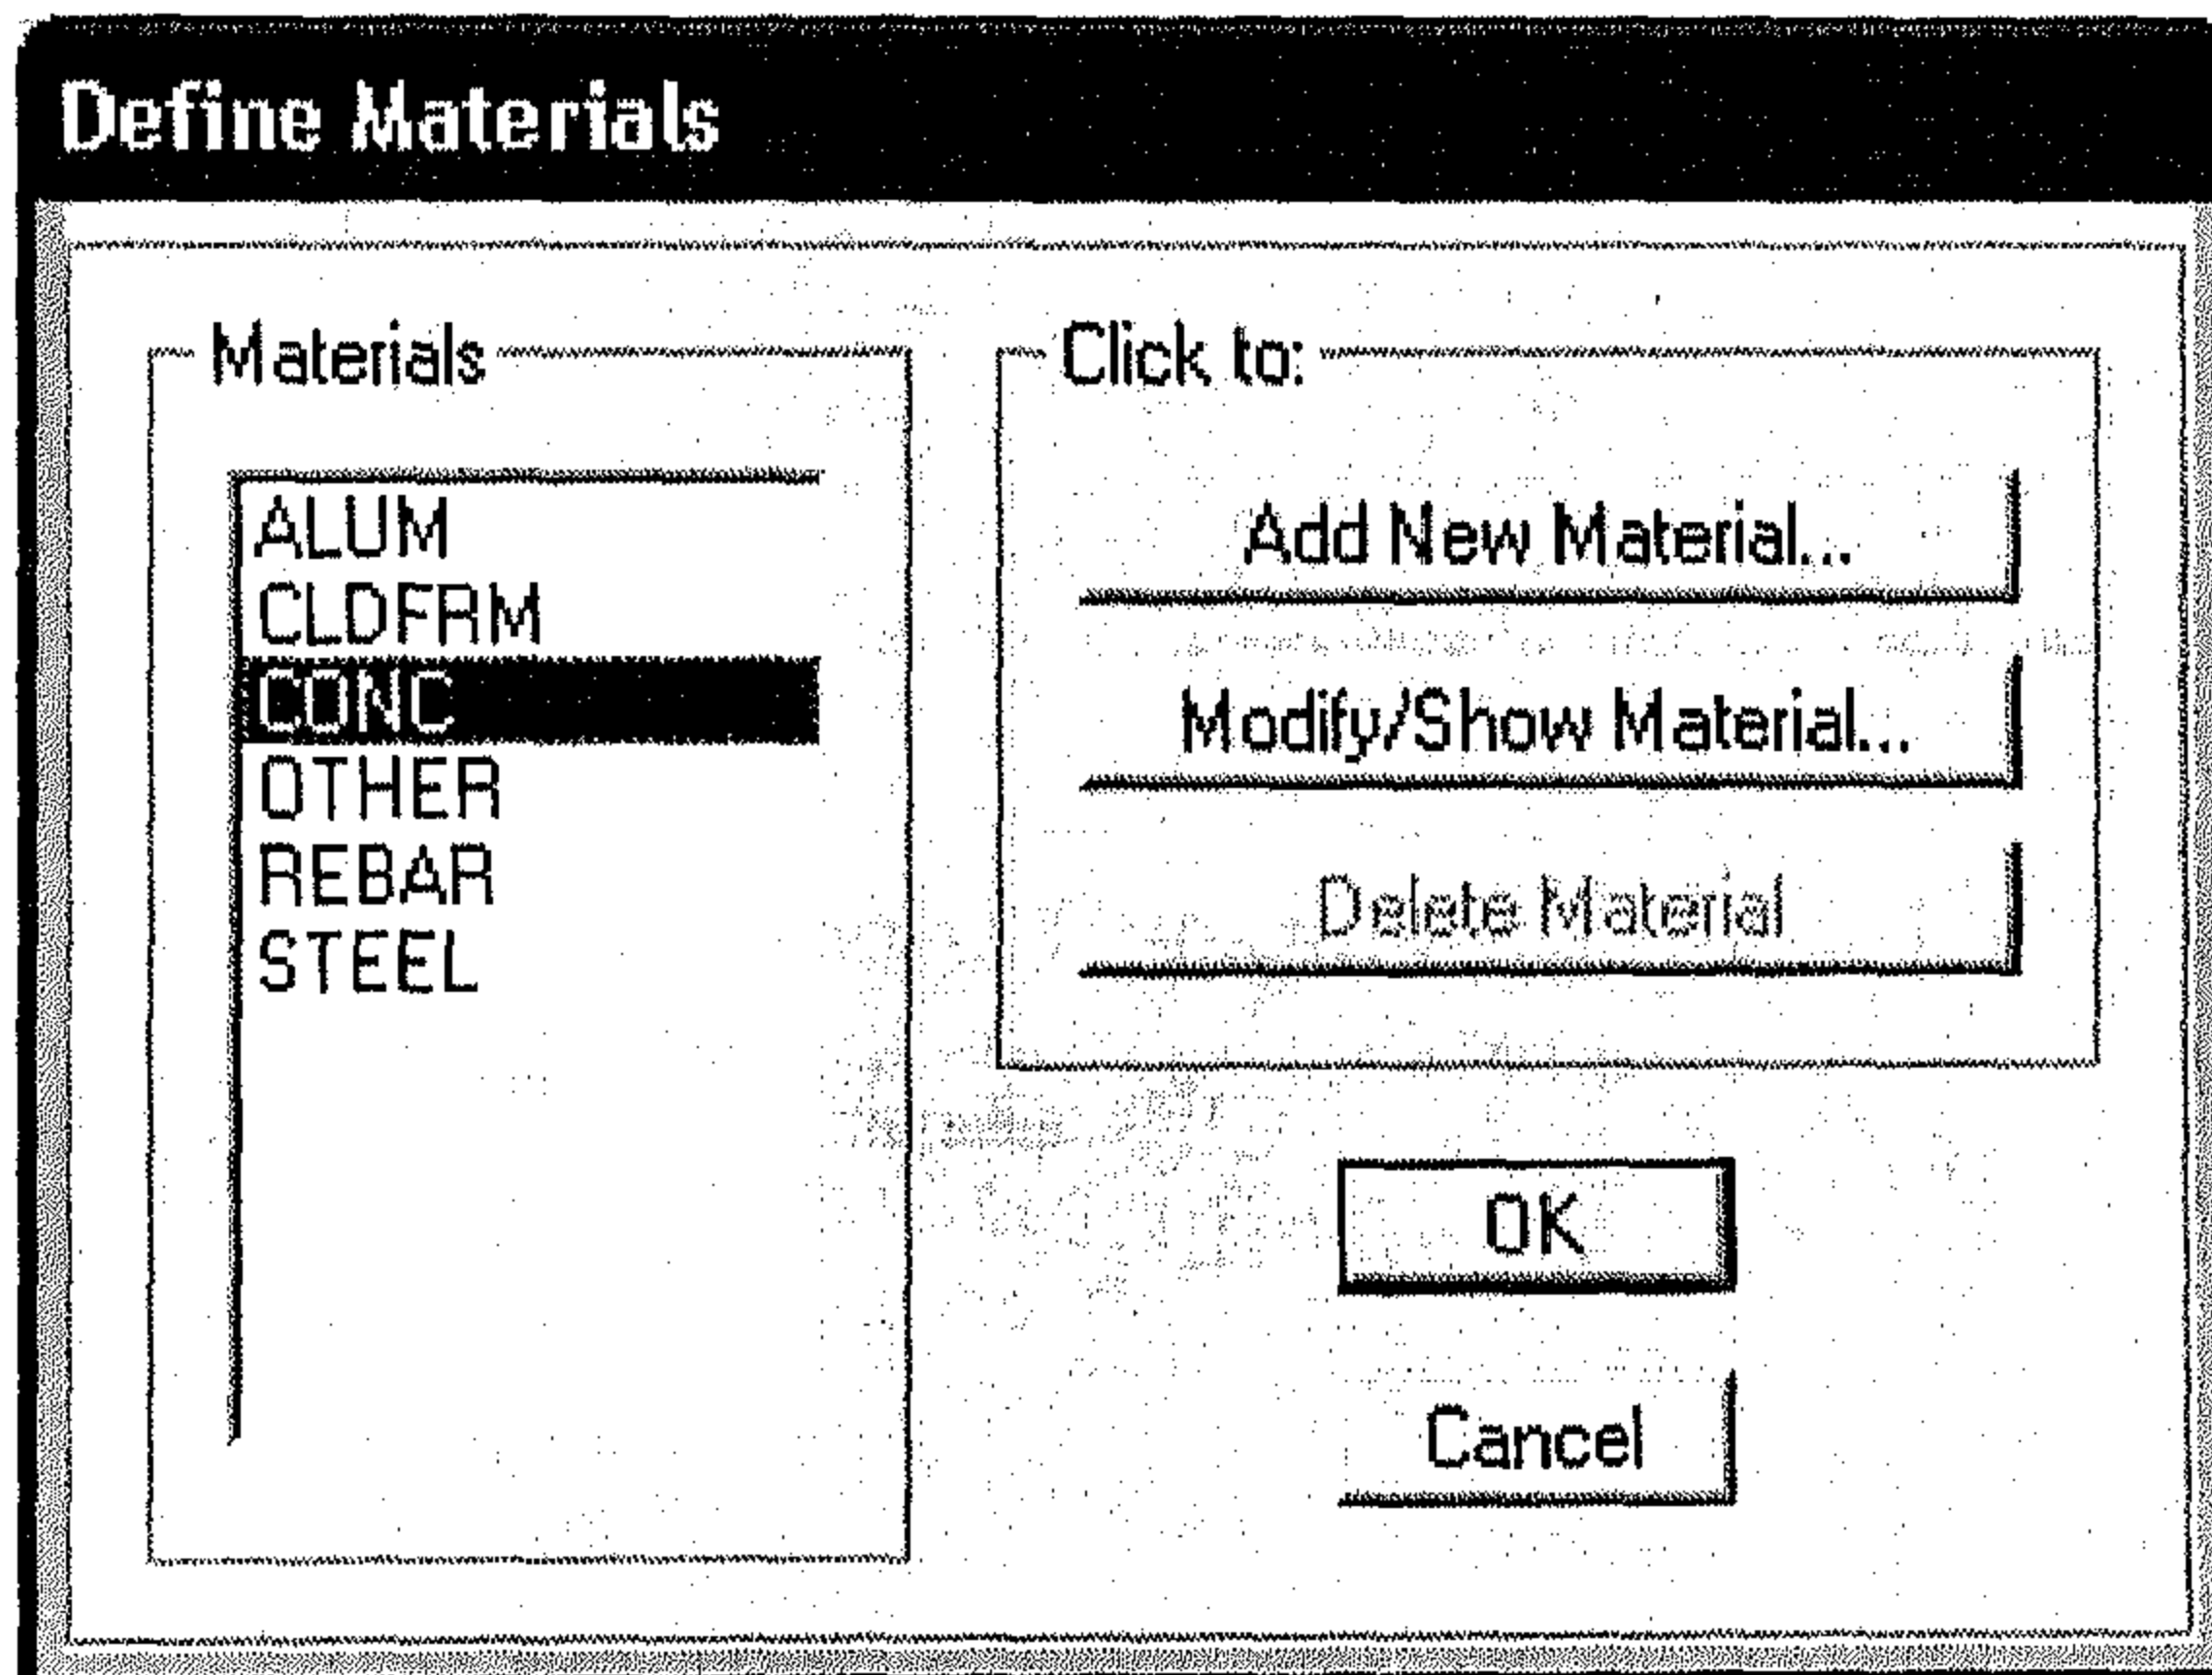 Define Materials
Materials
ALUM
CLDFRM
CONC
OTHER
REBAR
STEEL
Click to:
Add New Material...
Modify/Show Material...
Delete Material
OK
Cancel